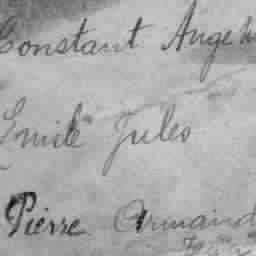 Constant Ange
Emile Jules
Pierre Armand